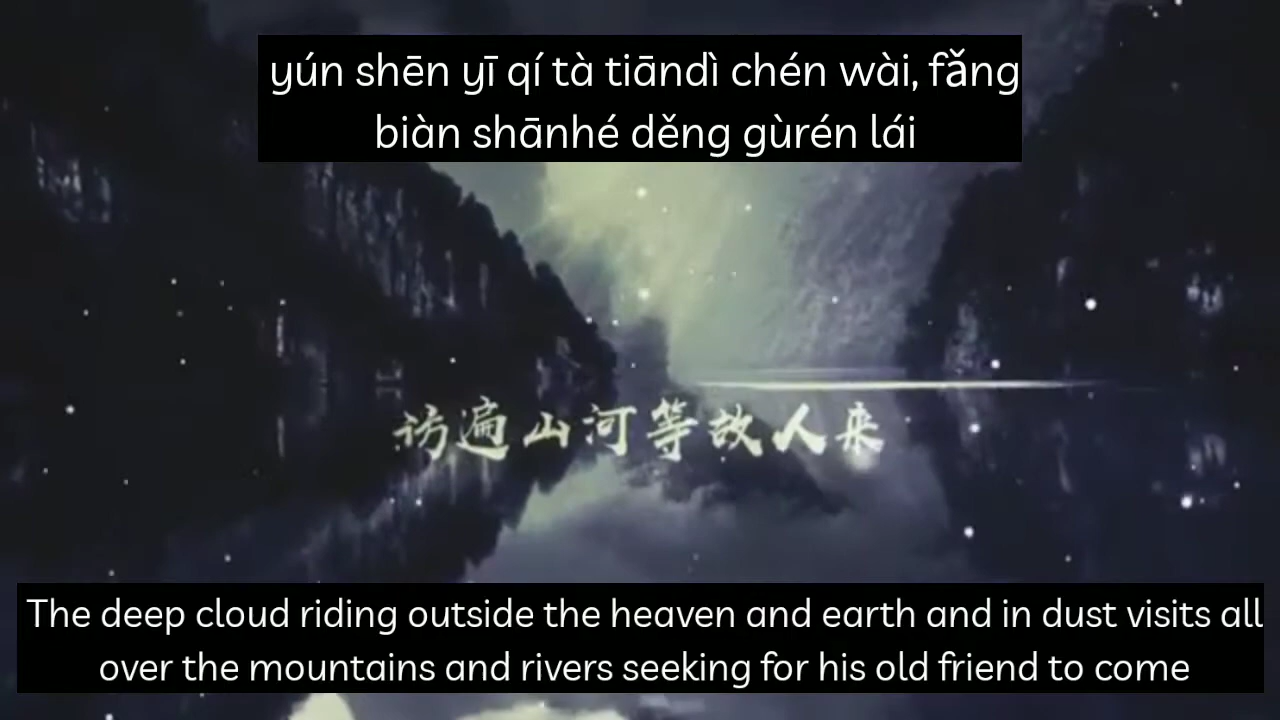 yún shēn yī qí tà tiāndì chén wài, fǎng
biàn shānhé děng gùrén lái
访遍山河等故人来
The deep cloud riding outside the heaven and earth and in dust visits all
over the mountains and rivers seeking for his old friend to come